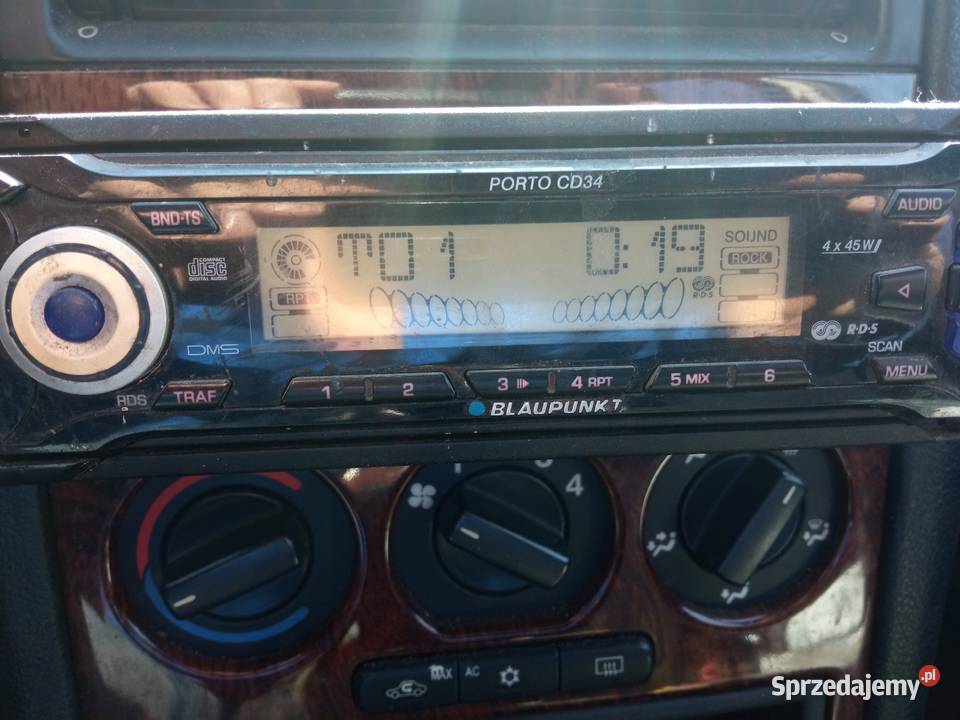 PORTO CD34
BND·TS
AUDIO
COMPACT
disc
DIGITAL AUDIO
T01 0:19
SOUND
ROCK
4 x 45W
RPT
R·D·S
R·D·S
DMS
SCAN
MENU
RDS
TRAF
1 2 3 4 RPT 5 MIX 6
BLAUPUNKT
4
MAX
AC
Sprzedajemy.pl